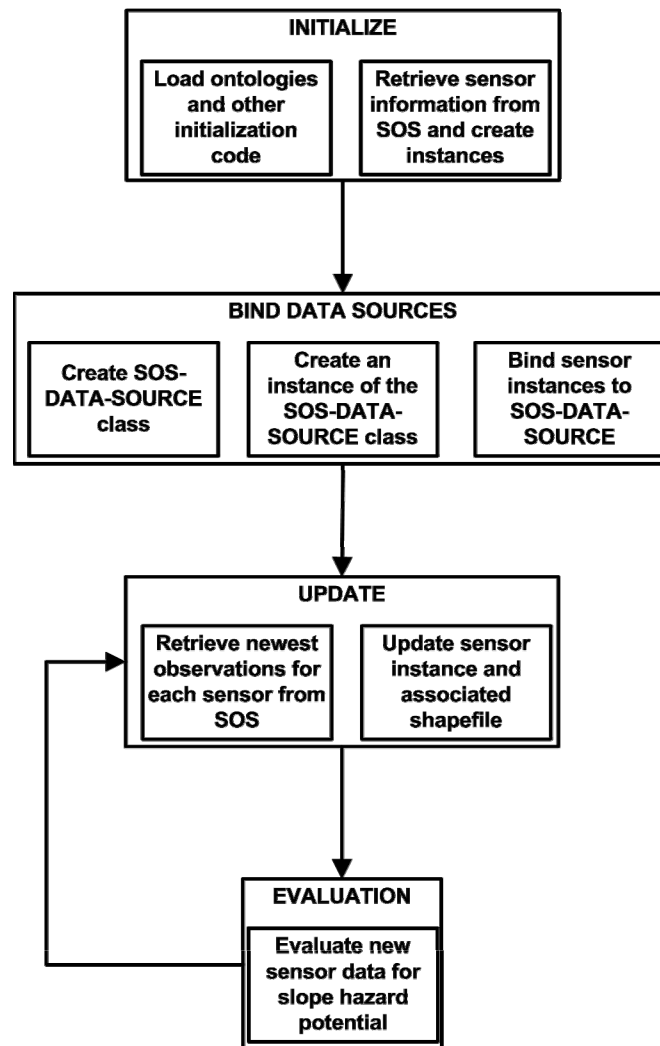 INITIALIZE
Load ontologies
and other
initialization
code
Retrieve sensor
information from
SOS and create
instances
BIND DATA SOURCES
Create SOS-
DATA-SOURCE
class
Create an
instance of the
SOS-DATA-
SOURCE class
Bind sensor
instances to
SOS-DATA-
SOURCE
UPDATE
Retrieve newest
observations for
each sensor from
SOS
Update sensor
instance and
associated
shapefile
EVALUATION
Evaluate new
sensor data for
slope hazard
potential